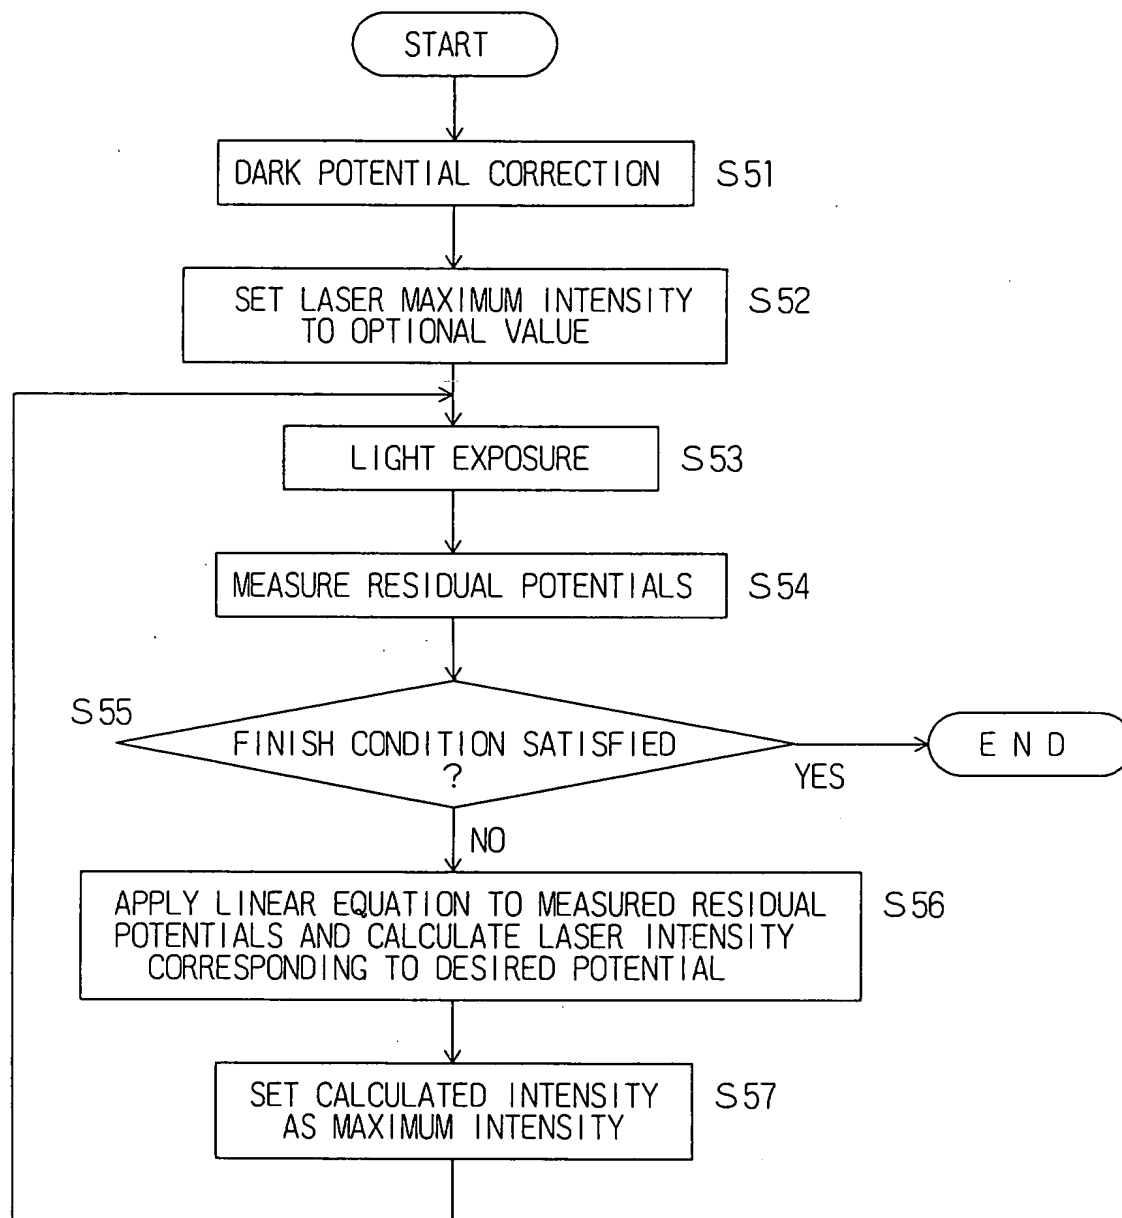 START
DARK POTENTIAL CORRECTION S51
SET LASER MAXIMUM INTENSITY S52
TO OPTIONAL VALUE
LIGHT EXPOSURE S53
MEASURE RESIDUAL POTENTIALS S54
S55
FINISH CONDITION SATISFIED
?
YES
END
NO
APPLY LINEAR EQUATION TO MEASURED RESIDUAL S56
POTENTIALS AND CALCULATE LASER INTENSITY
CORRESPONDING TO DESIRED POTENTIAL
SET CALCULATED INTENSITY S57
AS MAXIMUM INTENSITY